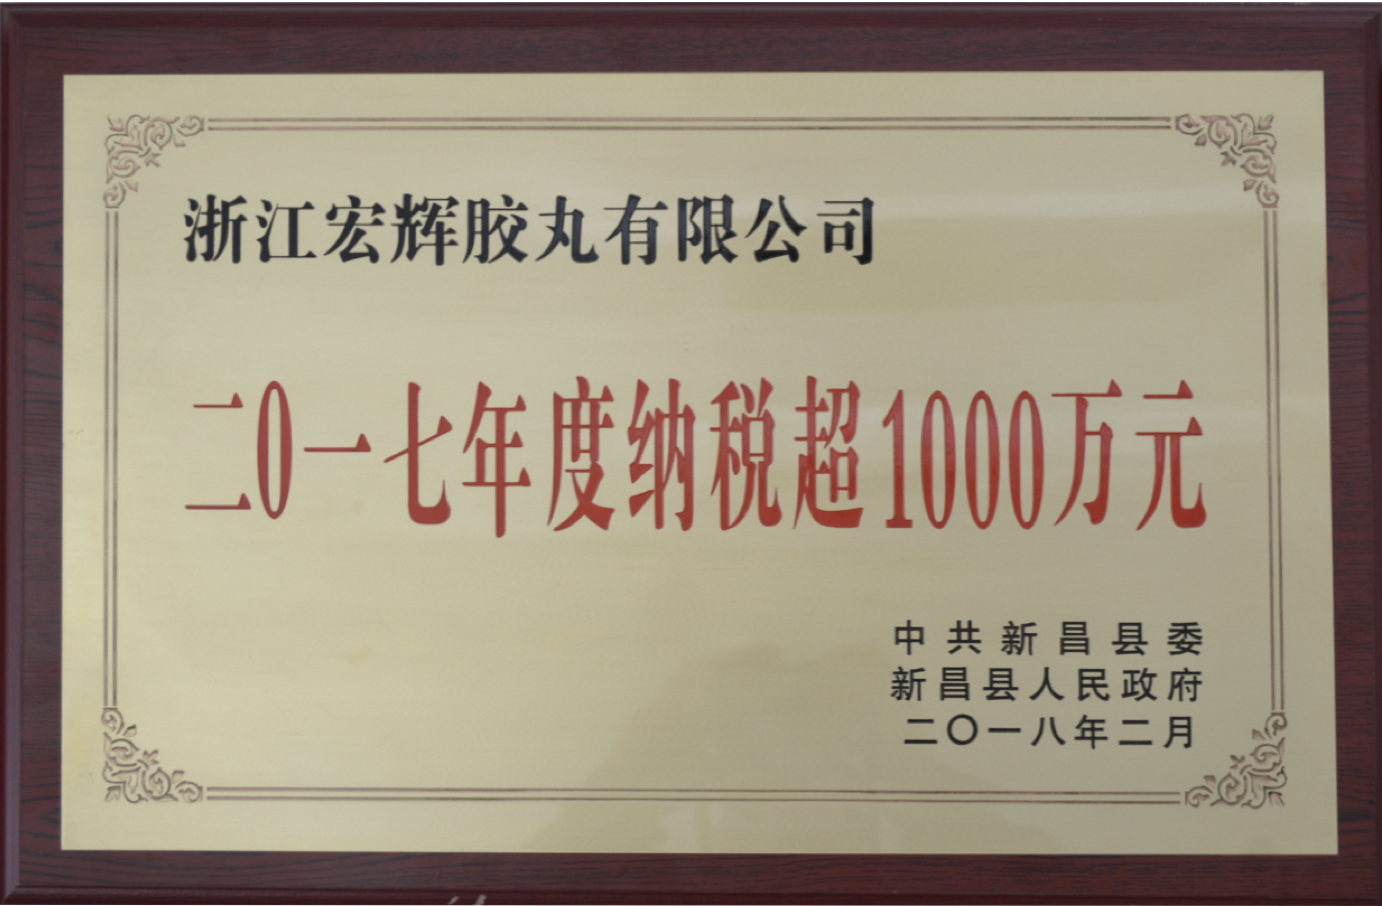 浙江宏辉胶丸有限公司
二0一七年度纳税超1000万元
中共新昌县委
新昌县人民政府
二〇一八年二月